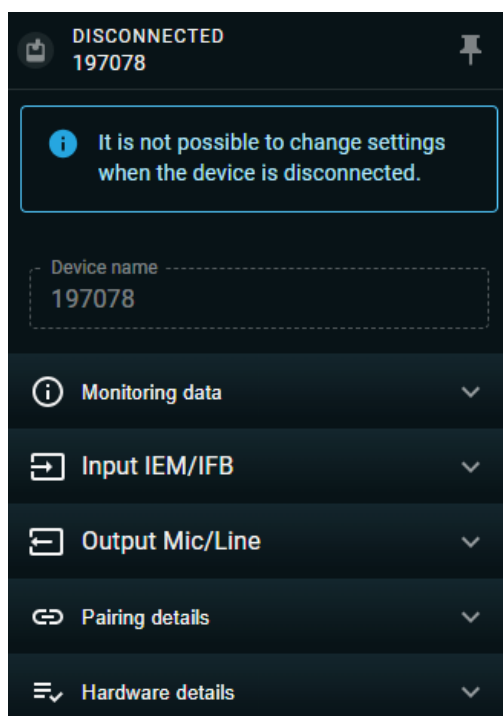 DISCONNECTED
197078
It is not possible to change settings
when the device is disconnected.
Device name
197078
Monitoring data
Input IEM/IFB
Output Mic/Line
Pairing details
Hardware details